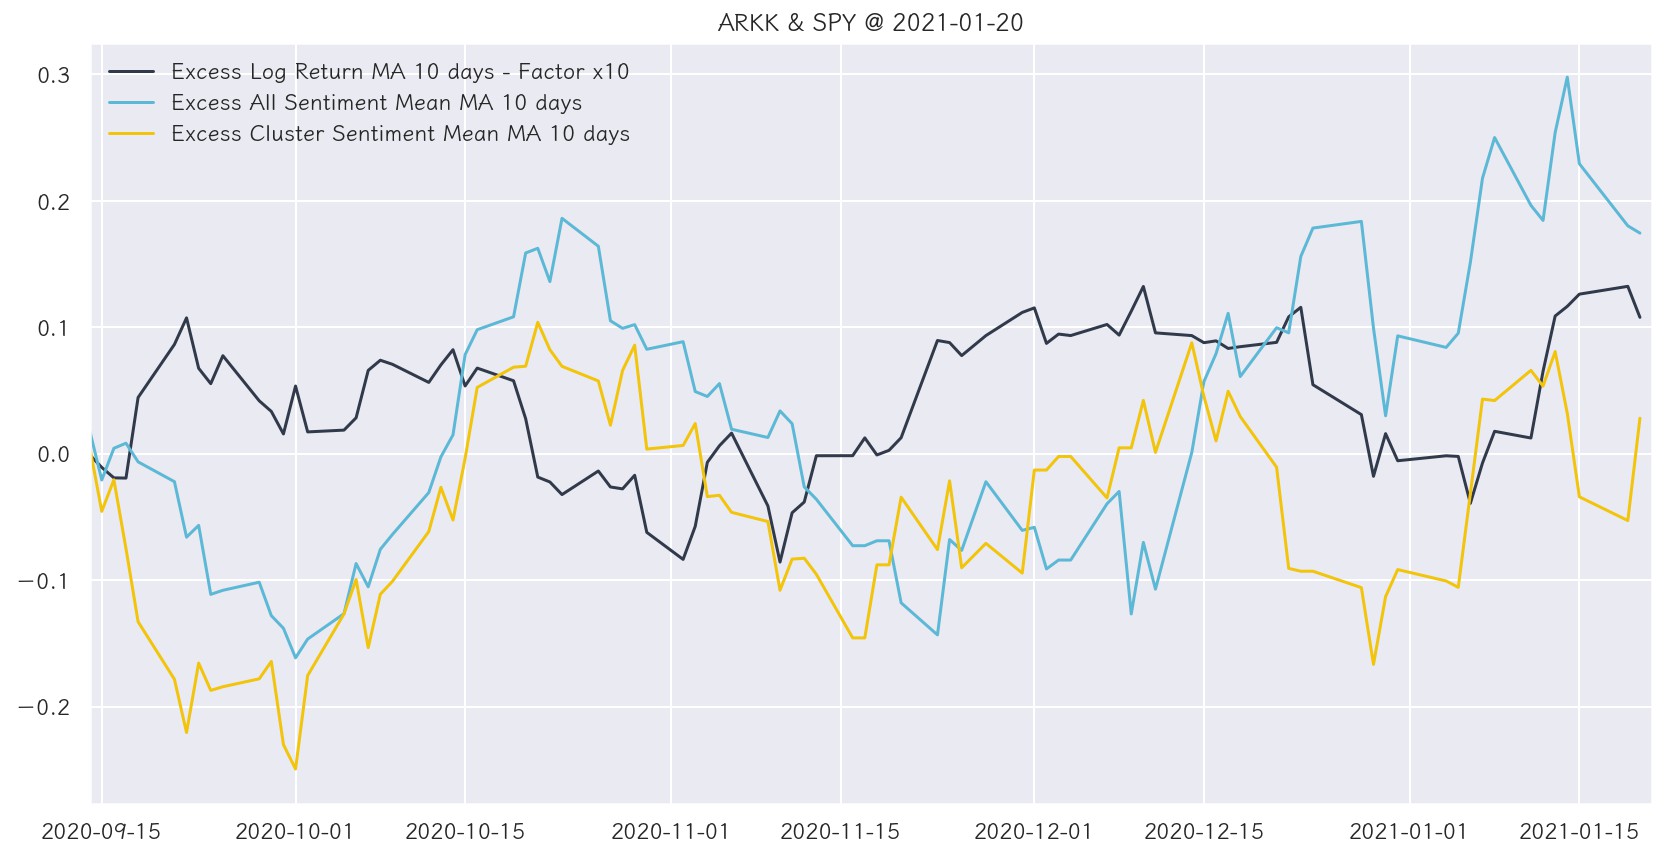 ARKK & SPY @ 2021-01-20
Excess Log Return MA 10 days - Factor x10
Excess All Sentiment Mean MA 10 days
Excess Cluster Sentiment Mean MA 10 days
0.3
0.2
0.1
0.0
−0.1
−0.2
2020-09-15 2020-10-01 2020-10-15 2020-11-01 2020-11-15 2020-12-01 2020-12-15 2021-01-01 2021-01-15